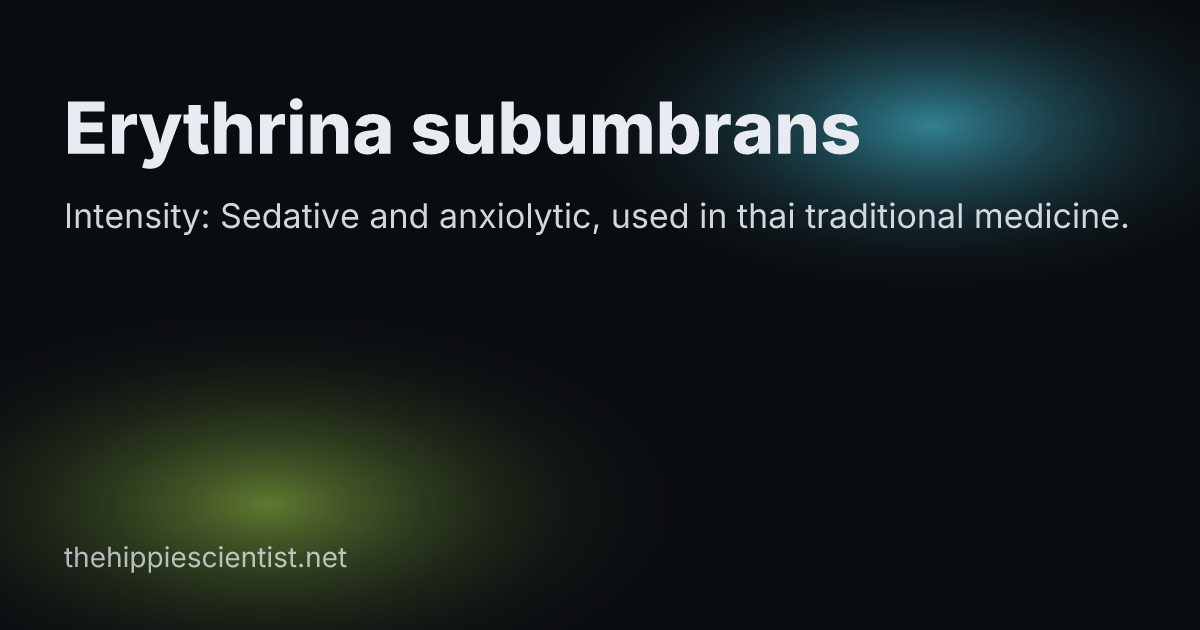 Erythrina subumbrans
Intensity: Sedative and anxiolytic, used in thai traditional medicine.
thehippiescientist.net